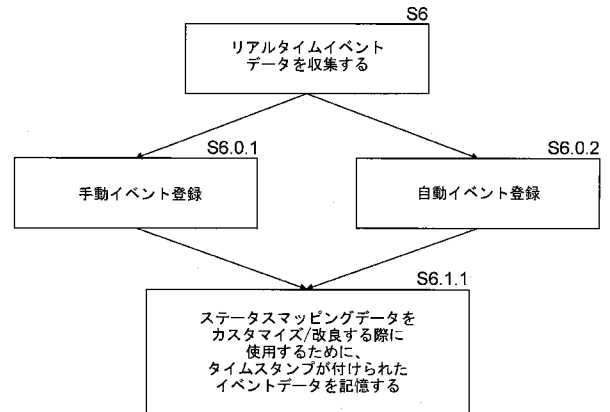 S6
リアルタイムイベント
データを収集する
S6.0.1
手動イベント登録
S6.0.2
自動イベント登録
S6.1.1
ステータスマッピングデータを
カスタマイズ/改良する際に
使用するために、
タイムスタンプが付けられた
イベントデータを記憶する